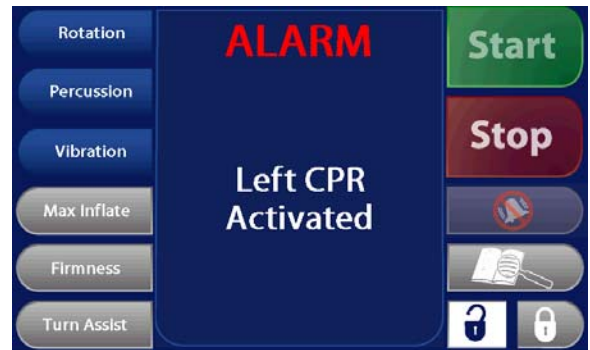 Rotation
Percussion
Vibration
Max Inflate
Firmness
Turn Assist
ALARM
Left CPR
Activated
Start
Stop